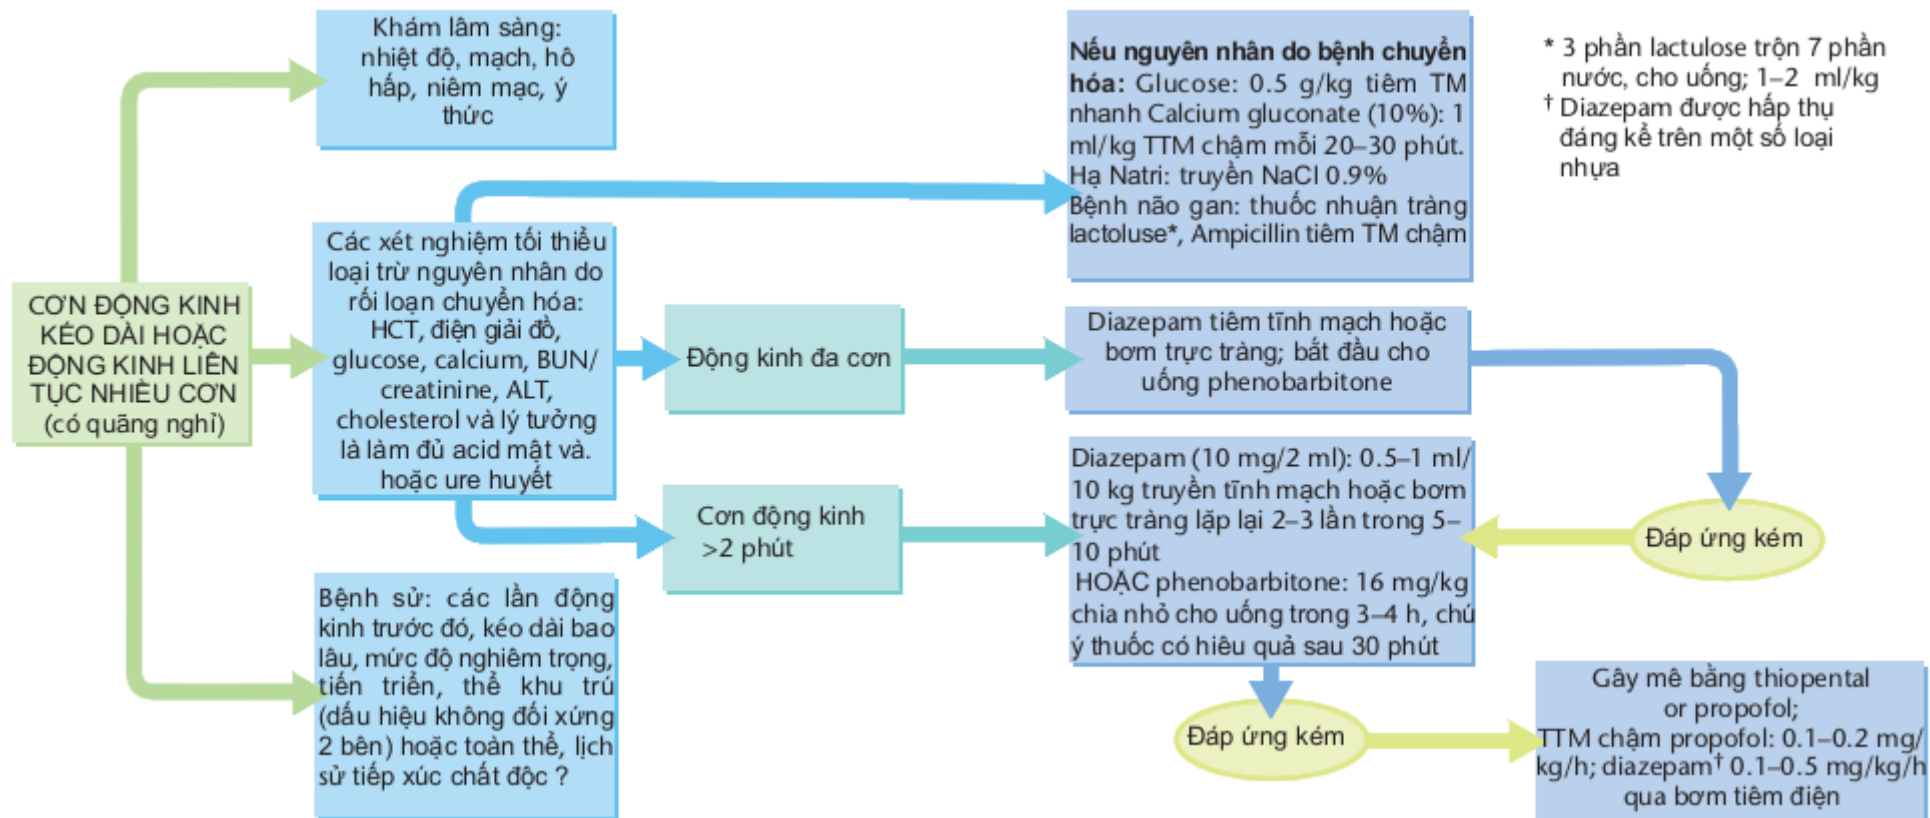 CƠN ĐỘNG KINH
KÉO DÀI HOẶC
ĐỘNG KINH LIÊN
TỤC NHIỀU CƠN
(có quãng nghỉ)
Khám lâm sàng:
nhiệt độ, mạch, hô
hấp, niêm mạc, ý
thức
Các xét nghiệm tối thiểu
loại trừ nguyên nhân do
rối loạn chuyển hóa:
HCT, điện giải đồ,
glucose, calcium, BUN/
creatinine, ALT,
cholesterol và lý tưởng
là làm đủ acid mật và.
hoặc ure huyết
Bệnh sử: các lần động
kinh trước đó, kéo dài bao
lâu, mức độ nghiêm trọng,
tiến triển, thể khu trú
(dấu hiệu không đối xứng
2 bên) hoặc toàn thể, lịch
sử tiếp xúc chất độc ?
Động kinh đa cơn
Cơn động kinh
>2 phút
Nếu nguyên nhân do bệnh chuyển
hóa: Glucose: 0.5 g/kg tiêm TM
nhanh Calcium gluconate (10%): 1
ml/kg TTM chậm mỗi 20–30 phút.
Hạ Natri: truyền NaCl 0.9%
Bệnh não gan: thuốc nhuận tràng
lactoluse*, Ampicillin tiêm TM chậm
Diazepam tiêm tĩnh mạch hoặc
bơm trực tràng; bắt đầu cho
uống phenobarbitone
Diazepam (10 mg/2 ml): 0.5–1 ml/
10 kg truyền tĩnh mạch hoặc bơm
trực tràng lặp lại 2–3 lần trong 5–
10 phút
HOẶC phenobarbitone: 16 mg/kg
chia nhỏ cho uống trong 3–4 h, chú
ý thuốc có hiêu quả sau 30 phút
Đáp ứng kém
Đáp ứng kém
Gây mê bằng thiopental
or propofol;
TTM chậm propofol: 0.1–0.2 mg/
kg/h; diazepam† 0.1–0.5 mg/kg/h
qua bơm tiêm điện
* 3 phần lactulose trộn 7 phần
nước, cho uống; 1–2 ml/kg
† Diazepam được hấp thụ
đáng kể trên một số loại
nhựa